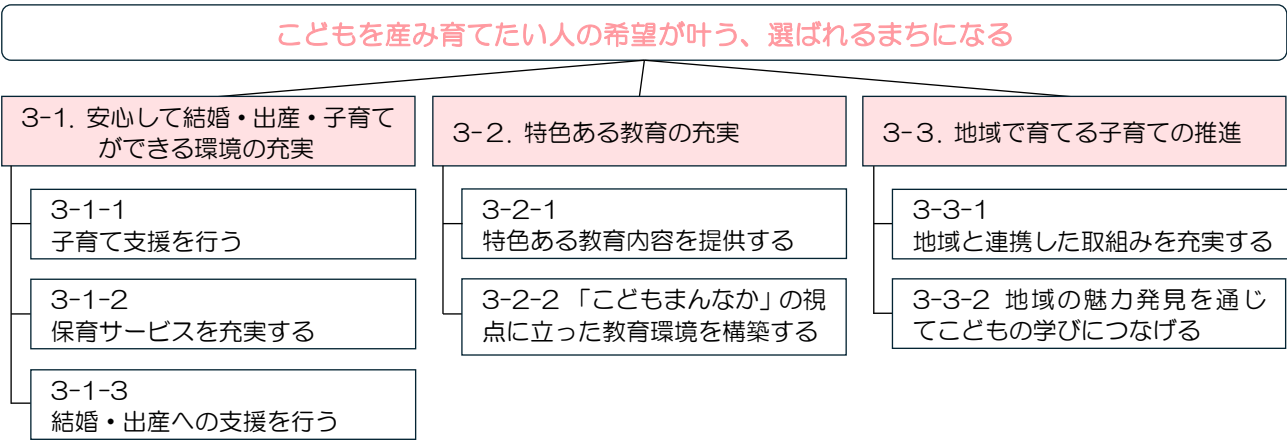 こどもを産み育てたい人の希望が叶う、選ばれるまちになる
3-1. 安心して結婚・出産・子育て
ができる環境の充実
3-1-1
子育て支援を行う
3-1-2
保育サービスを充実する
3-1-3
結婚・出産への支援を行う
3-2. 特色ある教育の充実
3-2-1
特色ある教育内容を提供する
3-2-2 「こどもまんなか」の視
点に立った教育環境を構築する
3-3. 地域で育てる子育ての推進
3-3-1
地域と連携した取組みを充実する
3-3-2 地域の魅力発見を通じ
てこどもの学びにつなげる